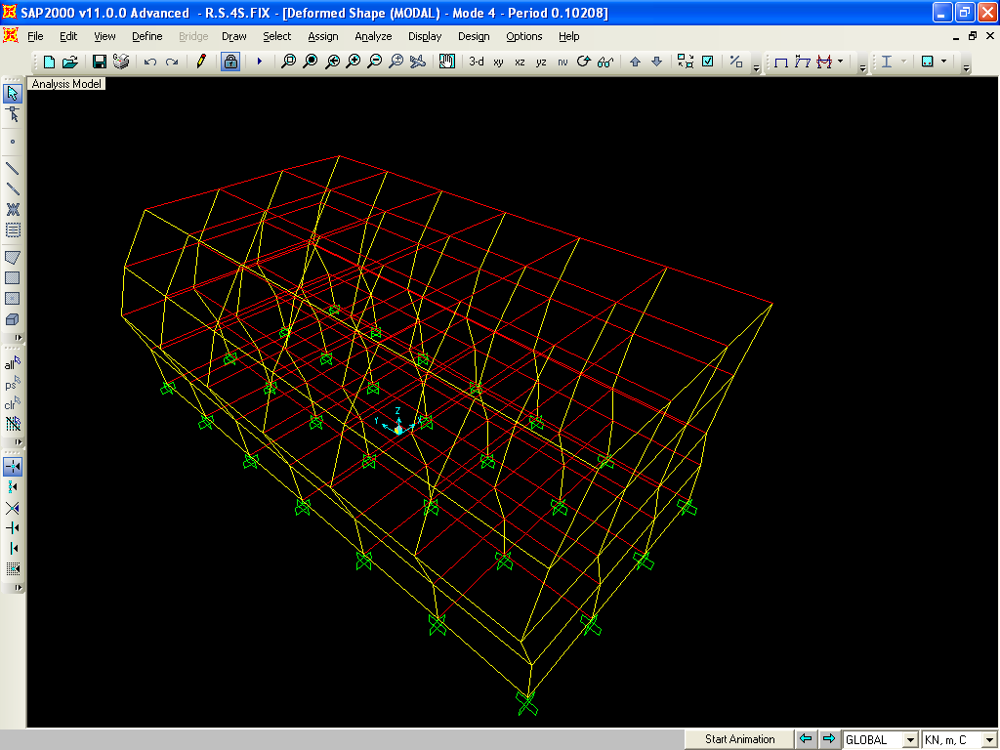 SAP2000 v11.0.0 Advanced - R.S.4S.FIX - [Deformed Shape (MODAL) - Mode 4 - Period 0.10208]
File Edit View Define Bridge Draw Select Assign Analyze Display Design Options Help
3-d xy xz yz nv
Analysis Model
all
ps
clr
Z
Y
Start Animation GLOBAL KN, m, C